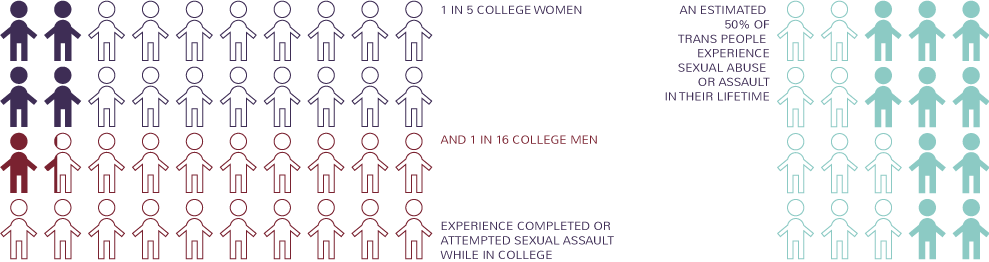 1 IN 5 COLLEGE WOMEN
AND 1 IN 16 COLLEGE MEN
EXPERIENCE COMPLETED OR
ATTEMPTED SEXUAL ASSAULT
WHILE IN COLLEGE
AN ESTIMATED
50% OF
TRANS PEOPLE
EXPERIENCE
SEXUAL ABUSE
OR ASSAULT
IN THEIR LIFETIME